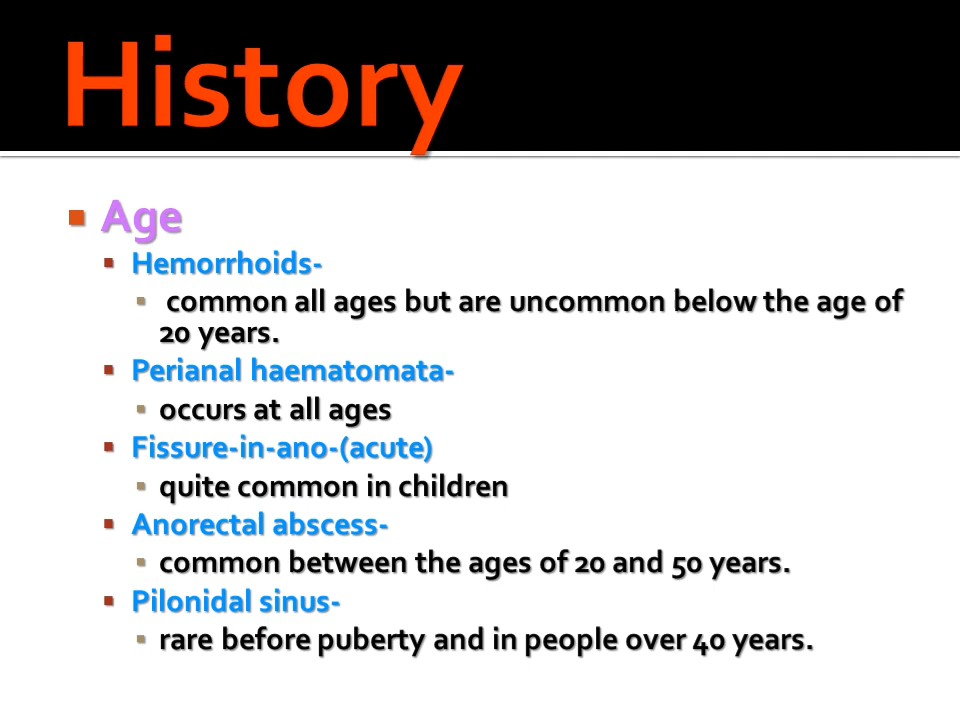 History
Age
Hemorrhoids-
common all ages but are uncommon below the age of
20 years.
Perianal haematomata-
occurs at all ages
Fissure-in-ano-(acute)
quite common in children
Anorectal abscess-
common between the ages of 20 and 50 years.
Pilonidal sinus-
rare before puberty and in people over 40 years.